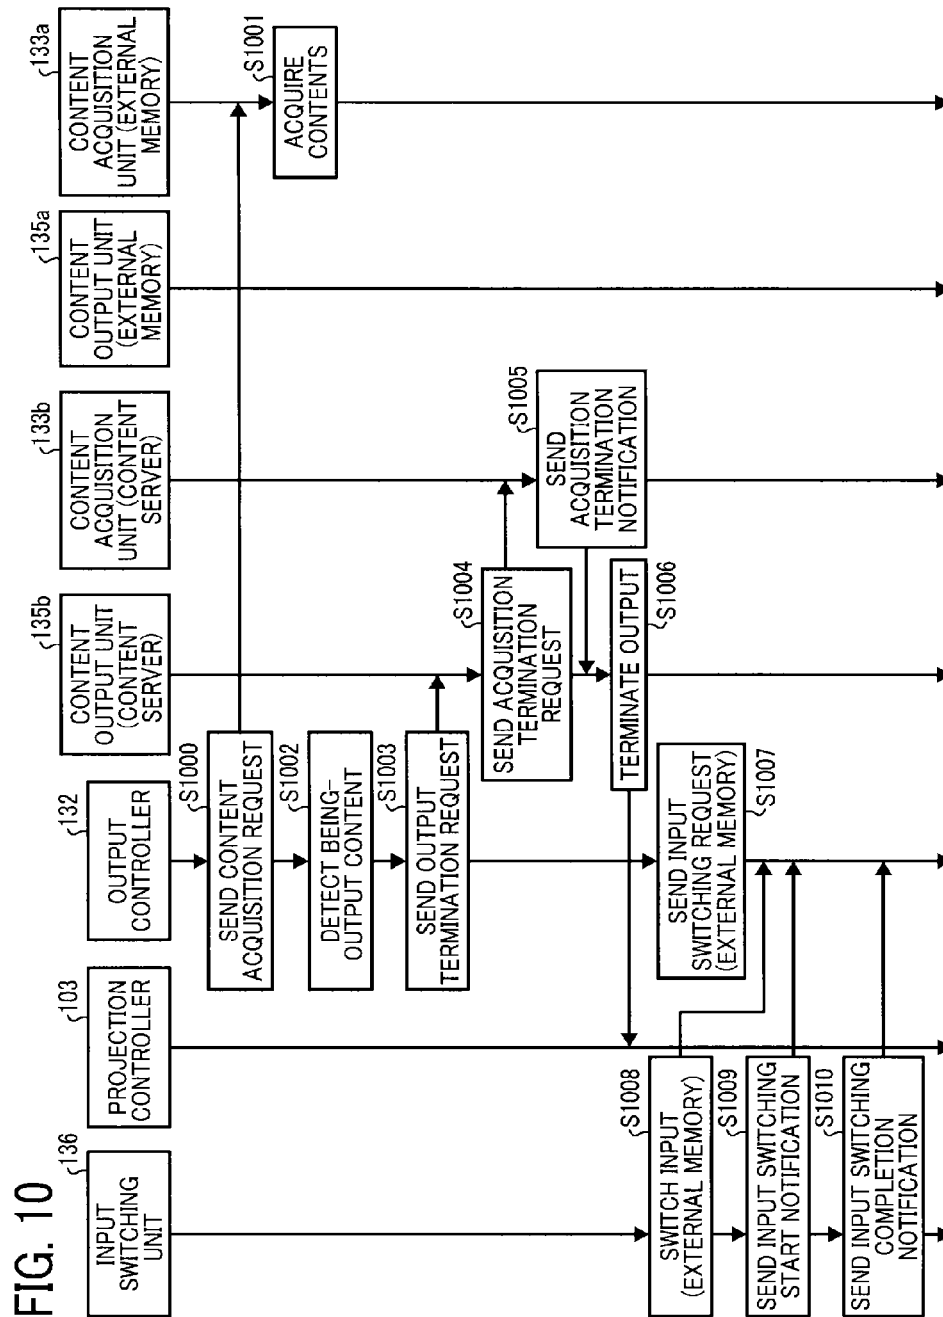 FIG. 10
136
INPUT
SWITCHING
UNIT
103
PROJECTION
CONTROLLER
132
OUTPUT
CONTROLLER
135b
CONTENT
OUTPUT UNIT
(CONTENT
SERVER)
133b
CONTENT
ACQUISITION
UNIT (CONTENT
SERVER)
135a
CONTENT
OUTPUT UNIT
(EXTERNAL
MEMORY)
133a
CONTENT
ACQUISITION
UNIT (EXTERNAL
MEMORY)
S1000
SEND CONTENT
ACQUISITION REQUEST
S1001
ACQUIRE
CONTENTS
S1002
DETECT BEING-
OUTPUT CONTENT
S1003
SEND OUTPUT
TERMINATION REQUEST
S1004
SEND ACQUISITION
TERMINATION
REQUEST
S1005
SEND
ACQUISITION
TERMINATION
NOTIFICATION
S1006
TERMINATE OUTPUT
S1007
SEND INPUT
SWITCHING REQUEST
(EXTERNAL MEMORY)
S1008
SWITCH INPUT
(EXTERNAL MEMORY)
S1009
SEND INPUT SWITCHING
START NOTIFICATION
S1010
SEND INPUT SWITCHING
COMPLETION
NOTIFICATION